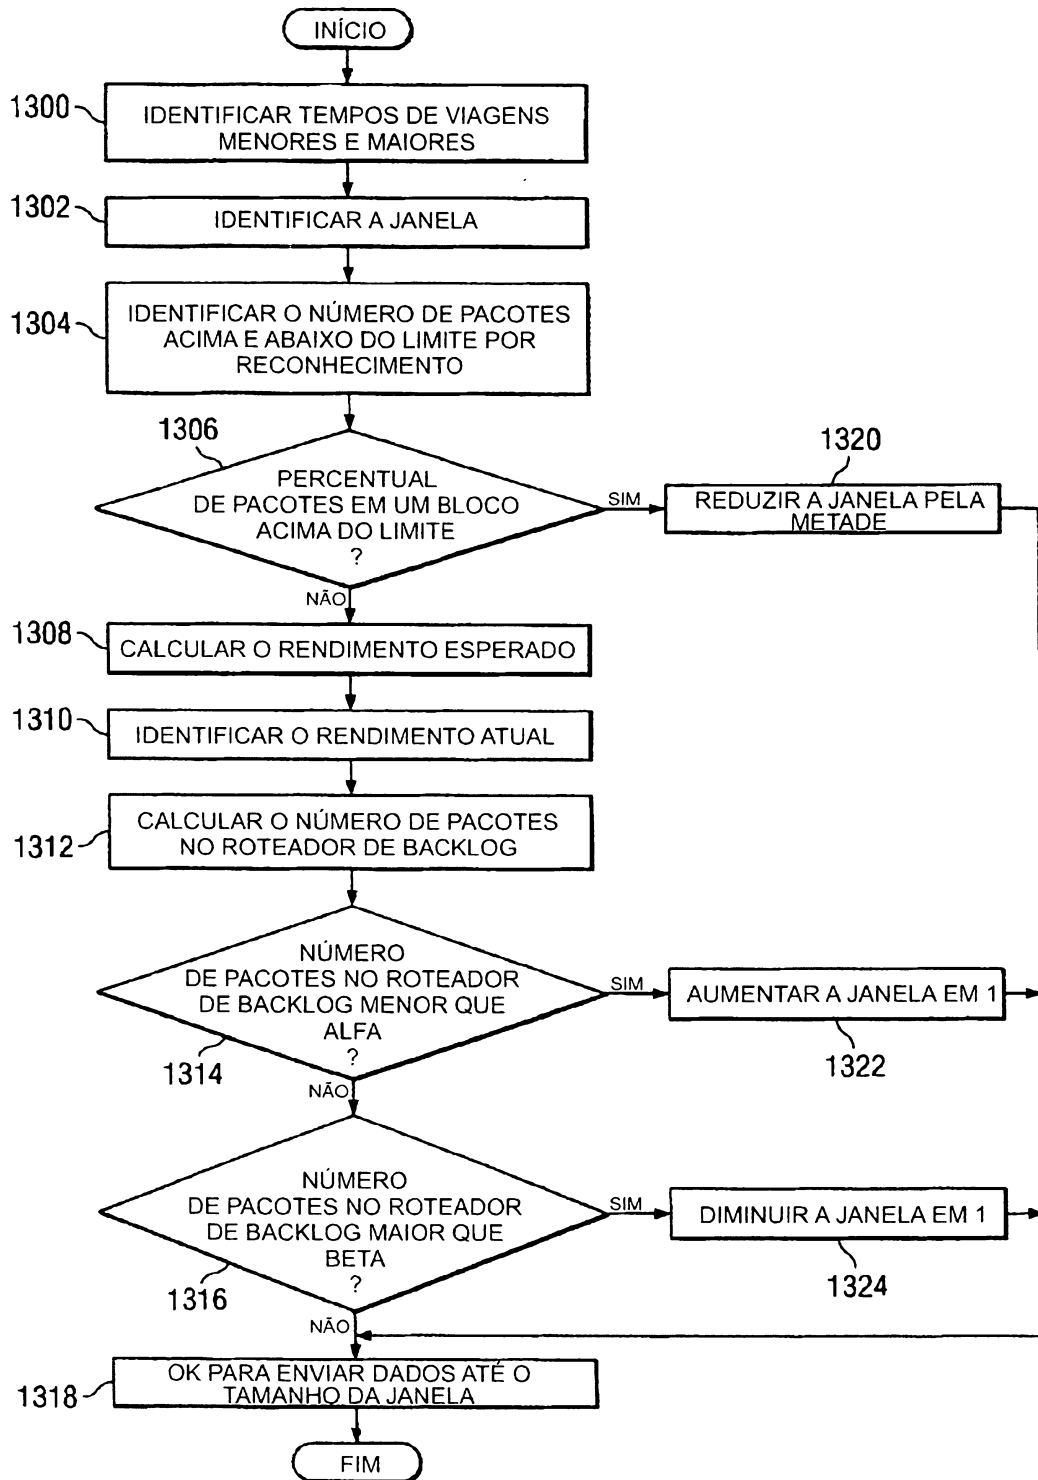 INÍCIO
1300
IDENTIFICAR TEMPOS DE VIAGENS
MENORES E MAIORES
1302
IDENTIFICAR A JANELA
1304
IDENTIFICAR O NÚMERO DE PACOTES
ACIMA E ABAIXO DO LIMITE POR
RECONHECIMENTO
1306
PERCENTUAL
DE PACOTES EM UM BLOCO
ACIMA DO LIMITE
?
SIM
1320
REDUZIR A JANELA PELA
METADE
NÃO
1308
CALCULAR O RENDIMENTO ESPERADO
1310
IDENTIFICAR O RENDIMENTO ATUAL
1312
CALCULAR O NÚMERO DE PACOTES
NO ROTEADOR DE BACKLOG
NÚMERO
DE PACOTES NO ROTEADOR
DE BACKLOG MENOR QUE
ALFA
?
1314
SIM
AUMENTAR A JANELA EM 1
1322
NÃO
NÚMERO
DE PACOTES NO ROTEADOR
DE BACKLOG MAIOR QUE
BETA
?
1316
SIM
DIMINUIR A JANELA EM 1
1324
NÃO
1318
OK PARA ENVIAR DADOS ATÉ O
TAMANHO DA JANELA
FIM